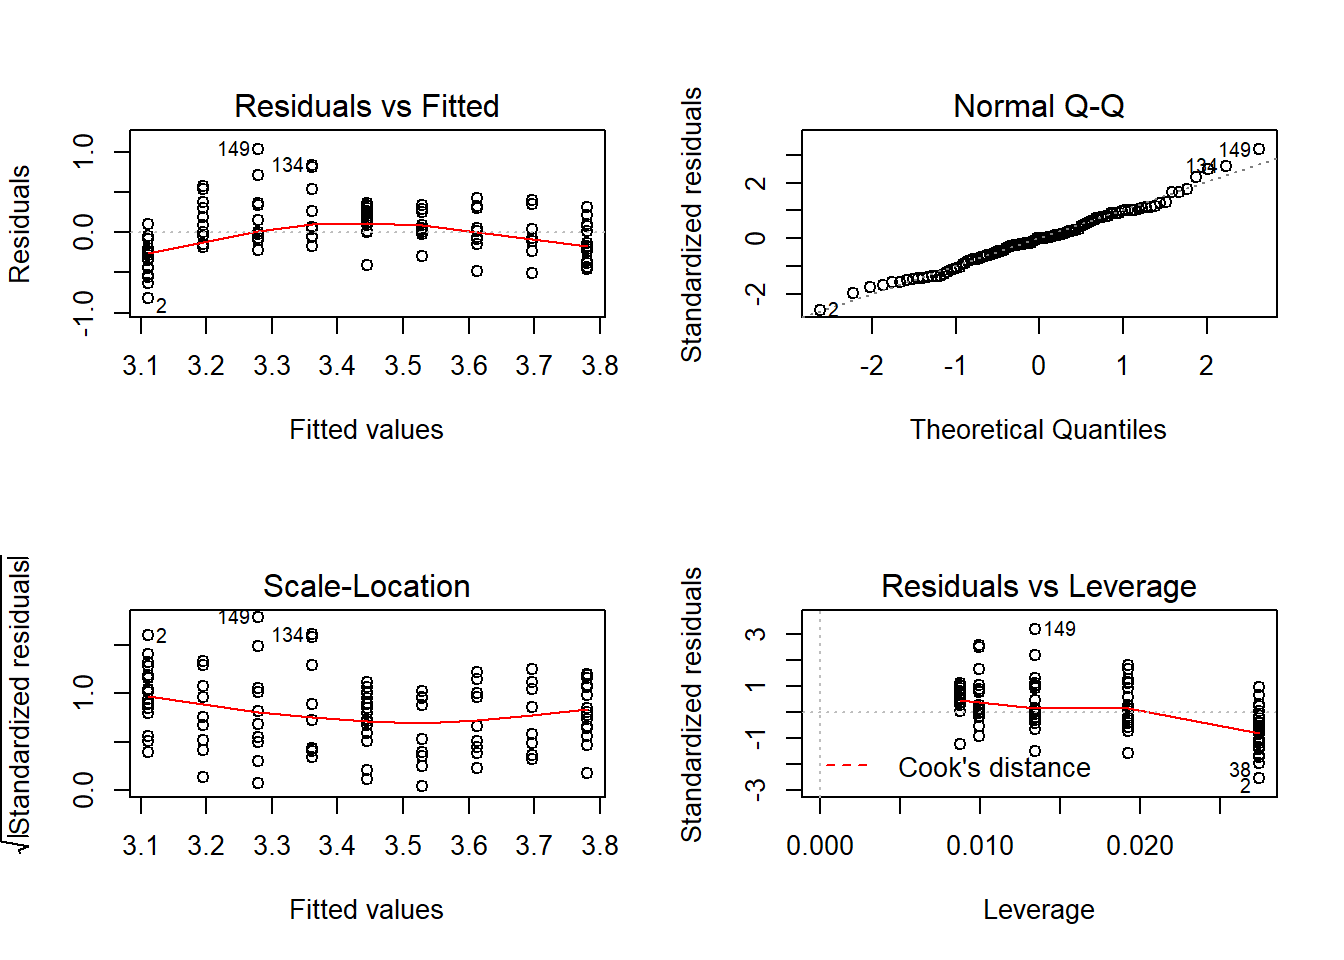 Residuals vs Fitted
Residuals
1.0
0.0
-1.0
149
134
2
3.1 3.2 3.3 3.4 3.5 3.6 3.7 3.8
Fitted values
Normal Q-Q
Standardized residuals
2
0
-2
149
134
2
-2 -1 0 1 2
Theoretical Quantiles
Scale-Location
√|Standardized residuals|
1.0
0.0
2
149
134
3.1 3.2 3.3 3.4 3.5 3.6 3.7 3.8
Fitted values
Residuals vs Leverage
Standardized residuals
3
1
-1
-3
149
Cook's distance
38
2
0.000 0.010 0.020
Leverage